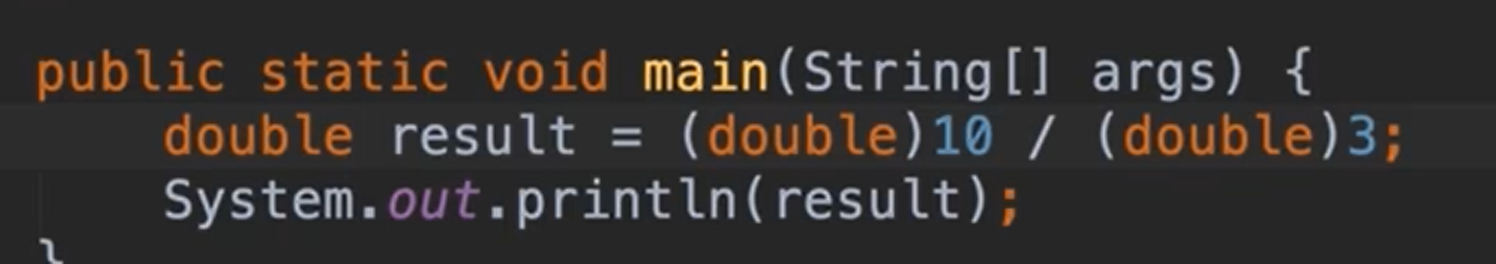 public static void main(String[] args) {
    double result = (double)10 / (double)3;
    System.out.println(result);
}